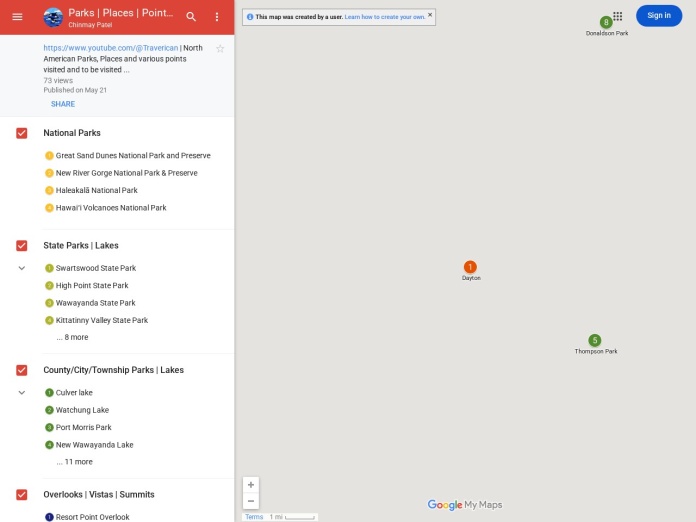 Parks | Places | Point...
Chinmay Patel
https://www.youtube.com/@Traverican | North
American Parks, Places and various points
visited and to be visited ...
73 views
Published on May 21
SHARE
National Parks
1 Great Sand Dunes National Park and Preserve
New River Gorge National Park & Preserve
Haleakalā National Park
Hawaiʻi Volcanoes National Park
State Parks | Lakes
1 Swartswood State Park
2 High Point State Park
3 Wawayanda State Park
4 Kittatinny Valley State Park
... 8 more
County/City/Township Parks | Lakes
1 Culver lake
2 Watchung Lake
3 Port Morris Park
4 New Wawayanda Lake
... 11 more
Overlooks | Vistas | Summits
1 Resort Point Overlook
This map was created by a user. Learn how to create your own.
Sign in
8
Donaldson Park
1
Dayton
5
Thompson Park
Google My Maps
Terms 1 mi